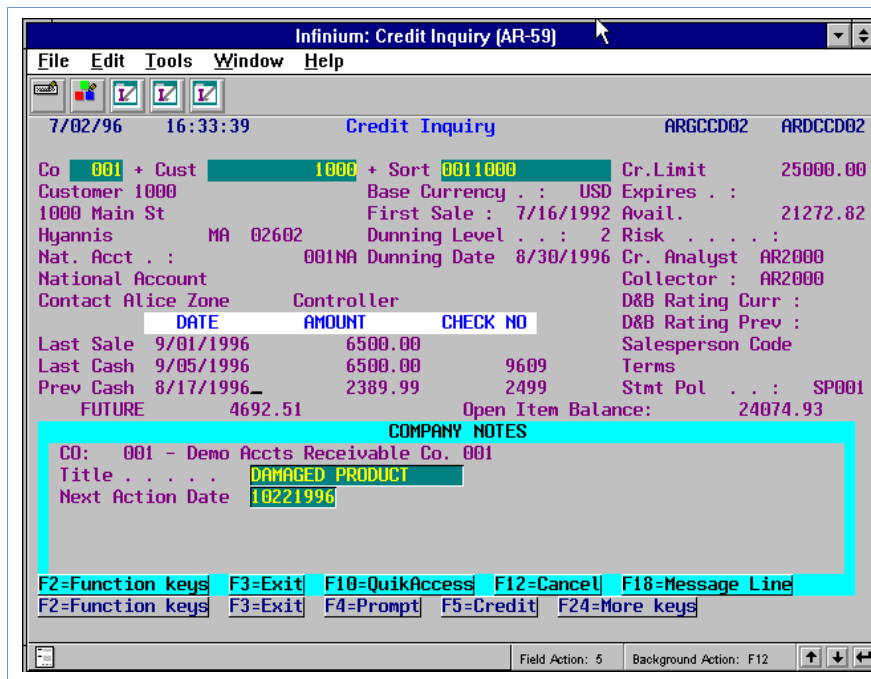 Infinium: Credit Inquiry (AR-59)
File Edit Tools Window Help
7/02/96 16:33:39 Credit Inquiry ARGCCD02 ARDCCD02
Co 001 + Cust 1000 + Sort 0011000 Cr.Limit 25000.00
Customer 1000 Base Currency . : USD Expires . :
1000 Main St First Sale : 7/16/1992 Avail. 21272.82
Hyannis MA 02602 Dunning Level . . : 2 Risk . . . . :
Nat. Acct . : 001NA Dunning Date 8/30/1996 Cr. Analyst AR2000
National Account Collector : AR2000
Contact Alice Zone Controller D&B Rating Curr :
DATE AMOUNT CHECK NO D&B Rating Prev :
Last Sale 9/01/1996 6500.00 Salesperson Code
Last Cash 9/05/1996 6500.00 9609 Terms
Prev Cash 8/17/1996 2389.99 2499 Stmt Pol . . : SP001
FUTURE 4692.51 Open Item Balance: 24074.93
COMPANY NOTES
CO: 001 - Demo Accts Receivable Co. 001
Title . . . . . DAMAGED PRODUCT
Next Action Date 10221996
F2=Function keys F3=Exit F10=QuikAccess F12=Cancel F18=Message Line
F2=Function keys F3=Exit F4=Prompt F5=Credit F24=More keys
Field Action: 5 Background Action: F12